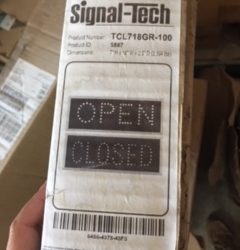 Signal-Tech
Product Number: TCL718GR-100
Product ID: 5887
Dimensions:
OPEN
CLOSED